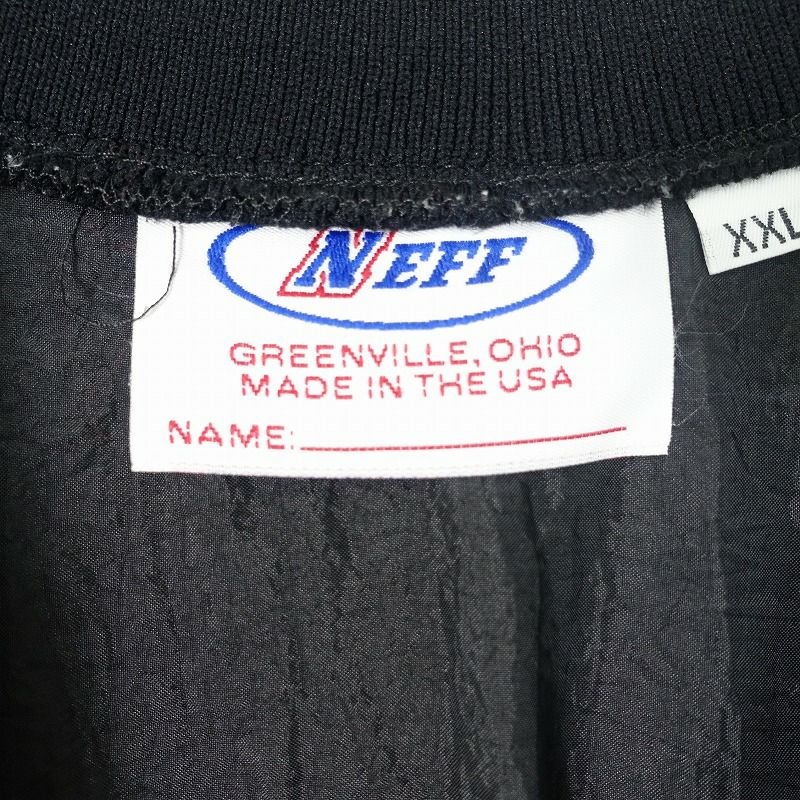 NEFF
GREENVILLE, OHIO
MADE IN THE USA
NAME:
XXL